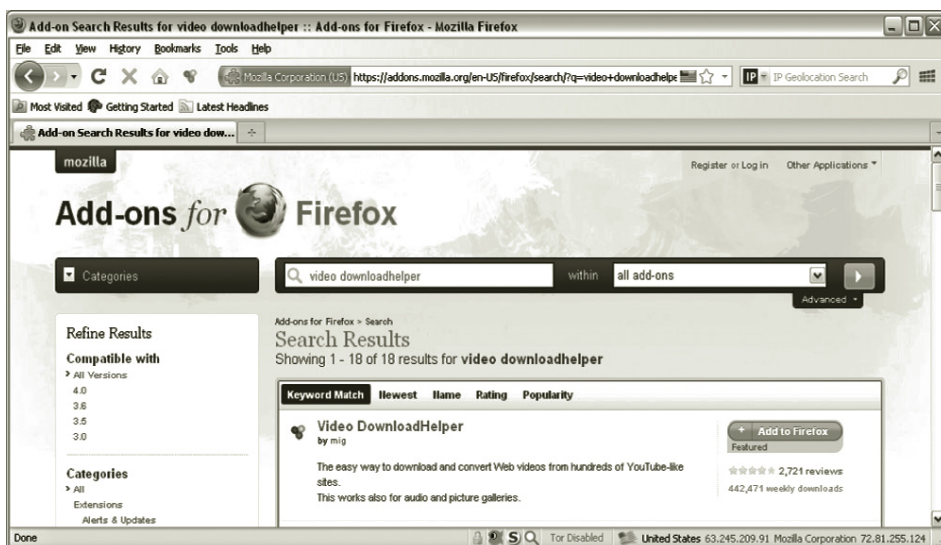 Add-on Search Results for video downloadhelper :: Add-ons for Firefox - Mozilla Firefox
File Edit View History Bookmarks Tools Help
Mozilla Corporation (US) https://addons.mozilla.org/en-US/firefox/search/?q=video+downloadhelpe IP IP Geolocation Search
Most Visited Getting Started Latest Headlines
Add-on Search Results for video dow...
mozilla
Register or Log in Other Applications
Add-ons for Firefox
Categories video downloadhelper within all add-ons
Advanced
Add-ons for Firefox » Search
Refine Results
Search Results
Showing 1 - 18 of 18 results for video downloadhelper
Compatible with
All Versions
4.0
3.6
3.5
3.0
Keyword Match Newest Name Rating Popularity
Video DownloadHelper
by mig
Add to Firefox
Featured
The easy way to download and convert Web videos from hundreds of YouTube-like
sites.
This works also for audio and picture galleries.
2,721 reviews
442,471 weekly downloads
Categories
All
Extensions
Alerts & Updates
Done S Tor Disabled United States 63.245.209.91 Mozilla Corporation 72.81.255.124